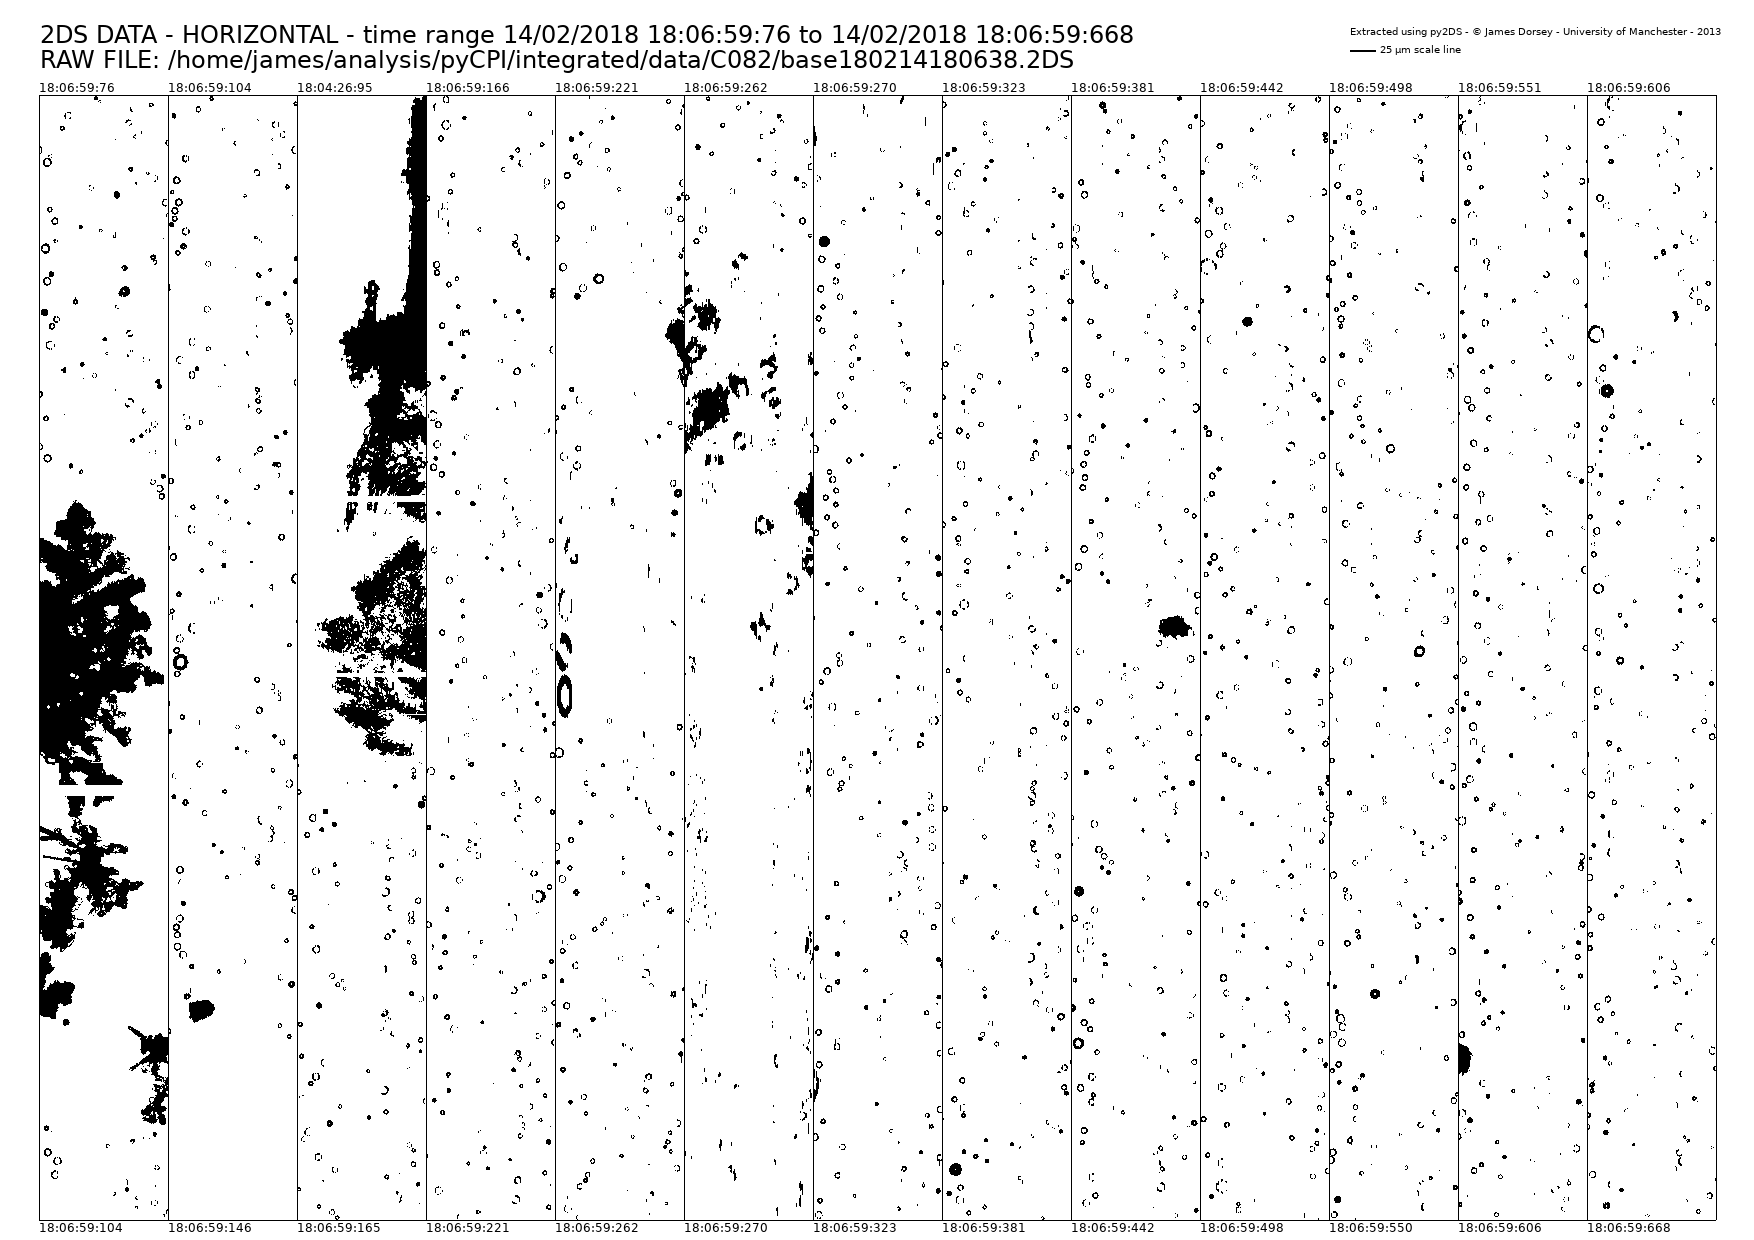 2DS DATA - HORIZONTAL - time range 14/02/2018 18:06:59:76 to 14/02/2018 18:06:59:668
RAW FILE: /home/james/analysis/pyCPI/integrated/data/C082/base180214180638.2DS
Extracted using py2DS - © James Dorsey - University of Manchester - 2013
25 µm scale line
18:06:59:76 18:06:59:104 18:04:26:95 18:06:59:166 18:06:59:221 18:06:59:262 18:06:59:270 18:06:59:323 18:06:59:381 18:06:59:442 18:06:59:498 18:06:59:551 18:06:59:606
18:06:59:104 18:06:59:146 18:06:59:165 18:06:59:221 18:06:59:262 18:06:59:270 18:06:59:323 18:06:59:381 18:06:59:442 18:06:59:498 18:06:59:550 18:06:59:606 18:06:59:668